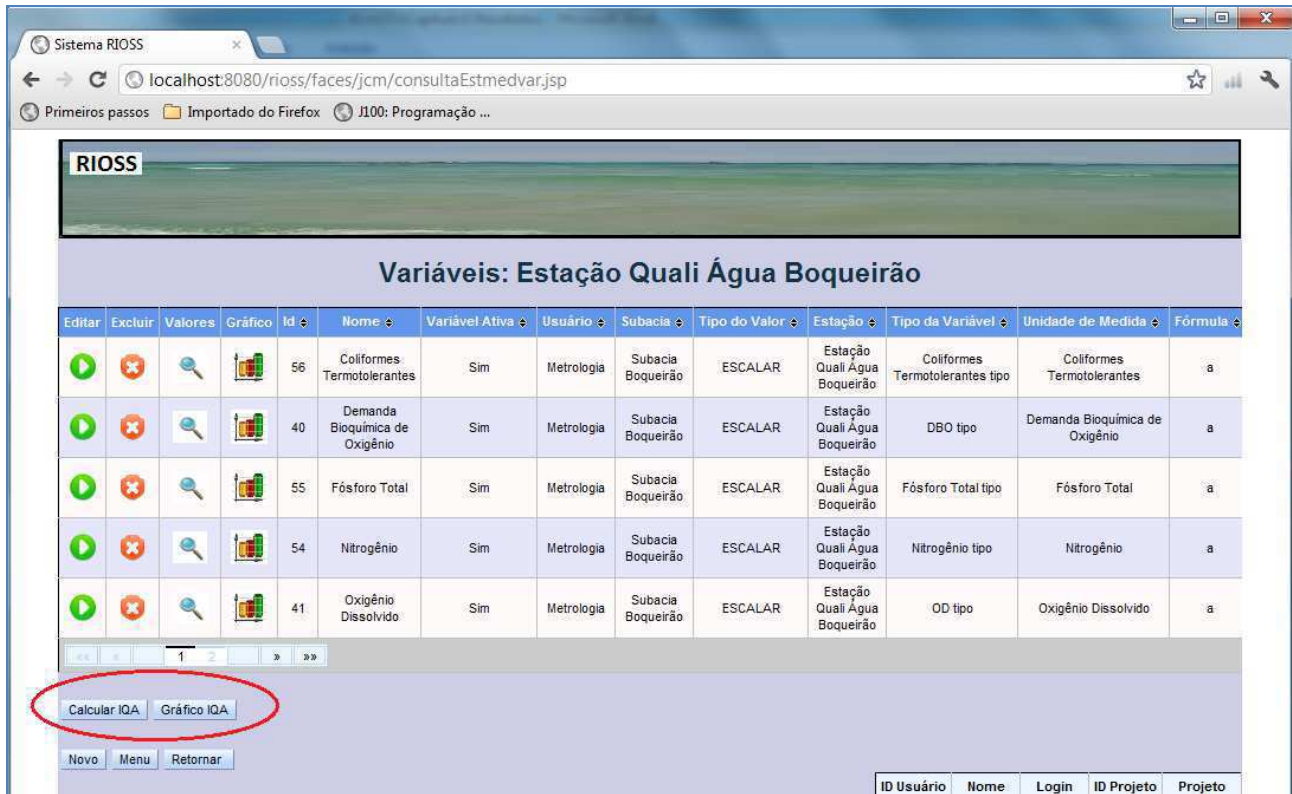 Sistema RIOSS
localhost:8080/rioss/faces/jcm/consultaEstmedvar.jsp
Primeiros passos Importado do Firefox J100: Programação ...
RIOSS
Variáveis: Estação Quali Água Boqueirão
Editar Excluir Valores Gráfico Id Nome Variável Ativa Usuário Subacia Tipo do Valor Estação Tipo da Variável Unidade de Medida Fórmula
56 Coliformes Termotolerantes Sim Metrologia Subacia Boqueirão ESCALAR Estação Quali Água Boqueirão Coliformes Termotolerantes tipo Coliformes Termotolerantes a
40 Demanda Bioquímica de Oxigênio Sim Metrologia Subacia Boqueirão ESCALAR Estação Quali Água Boqueirão DBO tipo Demanda Bioquímica de Oxigênio a
55 Fósforo Total Sim Metrologia Subacia Boqueirão ESCALAR Estação Quali Água Boqueirão Fósforo Total tipo Fósforo Total a
54 Nitrogênio Sim Metrologia Subacia Boqueirão ESCALAR Estação Quali Água Boqueirão Nitrogênio tipo Nitrogênio a
41 Oxigênio Dissolvido Sim Metrologia Subacia Boqueirão ESCALAR Estação Quali Água Boqueirão OD tipo Oxigênio Dissolvido a
«« « 1 2 » »»
Calcular IQA Gráfico IQA
Novo Menu Retornar
ID Usuário Nome Login ID Projeto Projeto